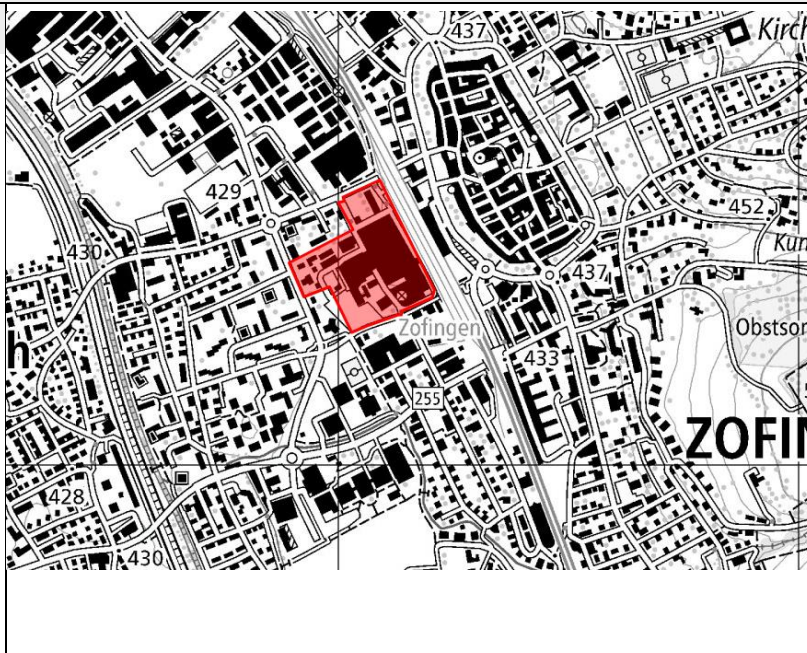 437
Kirch
429
452
430
Kun
437
Obstsor
h
Zofingen
433
255
ZOFIN
428
430